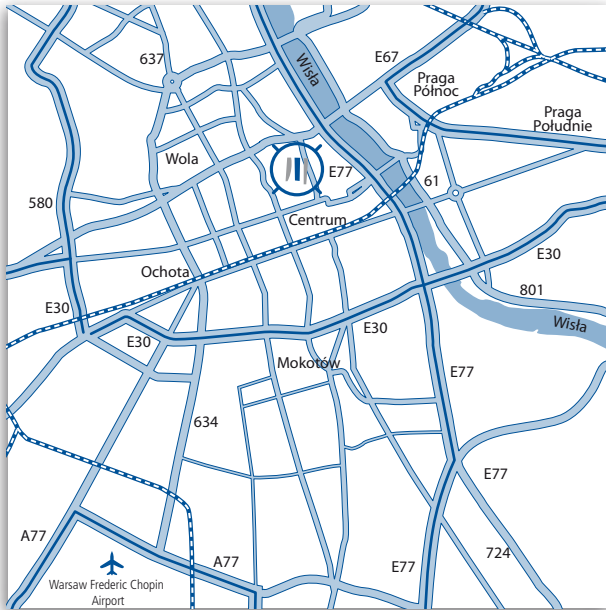 637
Wisła
E67
Praga
Północ
Praga
Południe
Wola
E77
61
580
Centrum
E30
Ochota
801
E30
E30
E30
Wisła
Mokotów
E77
634
E77
A77
A77
E77
724
Warsaw Frederic Chopin
Airport